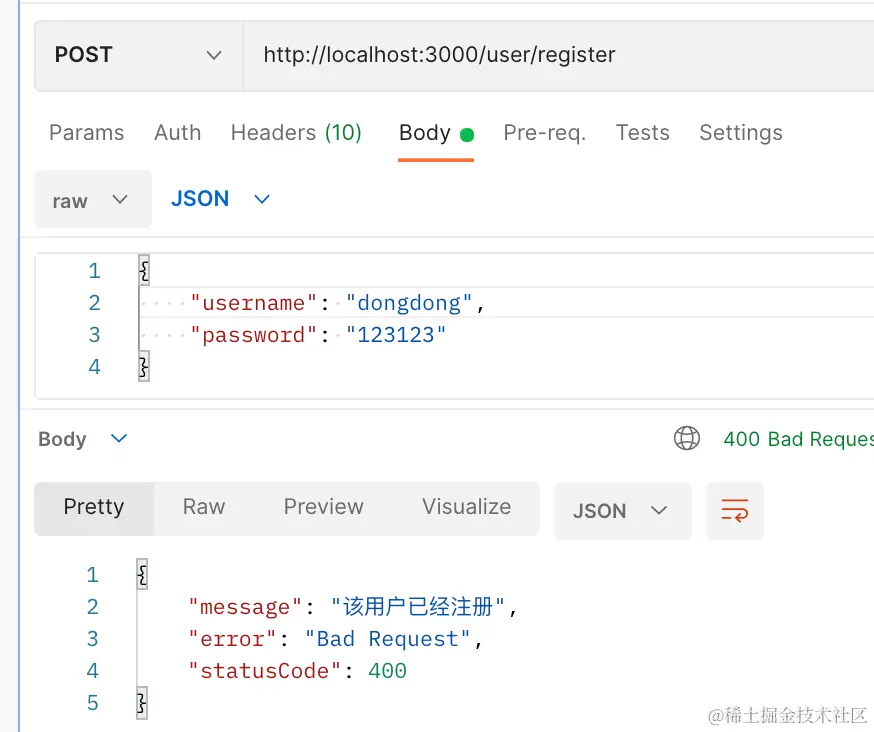 POST http://localhost:3000/user/register
Params Auth Headers (10) Body Pre-req. Tests Settings
raw JSON
1 {
2 "username": "dongdong",
3 "password": "123123"
4 }
Body 400 Bad Reques
Pretty Raw Preview Visualize JSON
1 {
2 "message": "该用户已经注册",
3 "error": "Bad Request",
4 "statusCode": 400
5 }
@稀土掘金技术社区